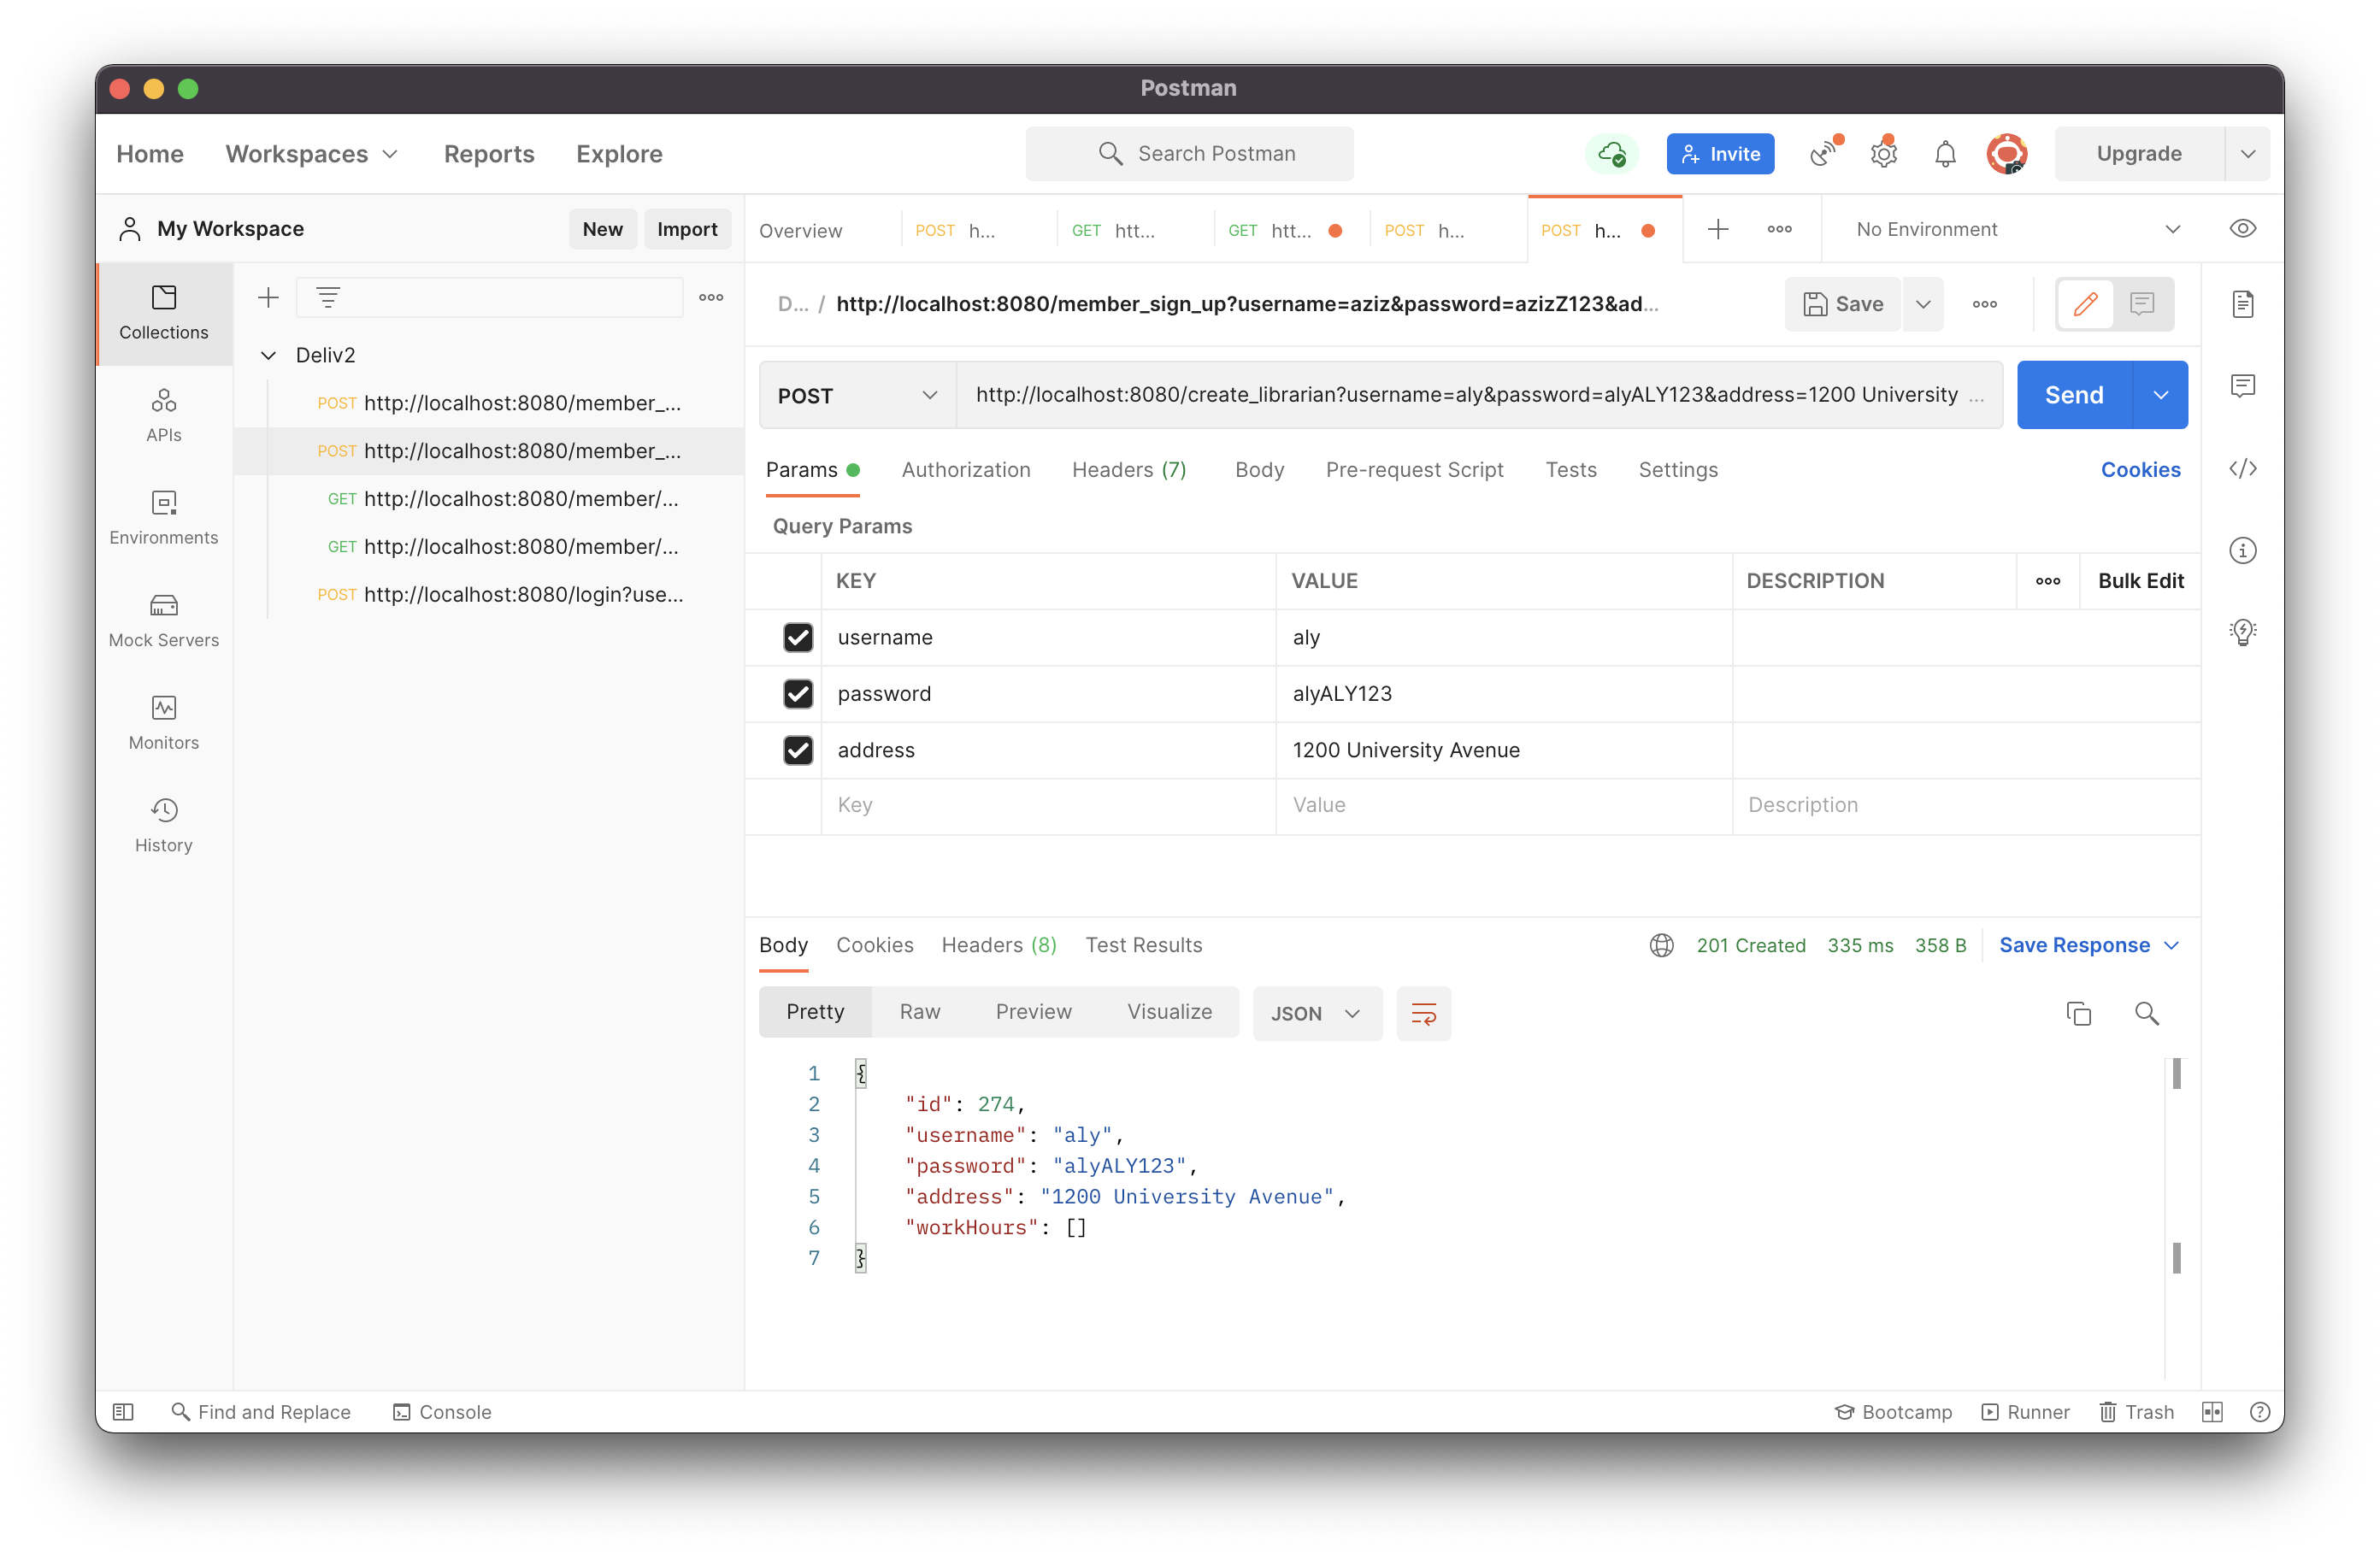 Postman
Home Workspaces Reports Explore Search Postman Invite Upgrade
My Workspace New Import
Overview POST h... GET htt... GET htt... POST h... POST h... No Environment
Collections
APIs
Environments
Mock Servers
Monitors
History
Deliv2
POST http://localhost:8080/member_...
POST http://localhost:8080/member_...
GET http://localhost:8080/member/...
GET http://localhost:8080/member/...
POST http://localhost:8080/login?use...
D... / http://localhost:8080/member_sign_up?username=aziz&password=azizZ123&ad... Save
POST http://localhost:8080/create_librarian?username=aly&password=alyALY123&address=1200 University ... Send
Params Authorization Headers (7) Body Pre-request Script Tests Settings Cookies
Query Params
KEY VALUE DESCRIPTION Bulk Edit
username aly
password alyALY123
address 1200 University Avenue
Key Value Description
Body Cookies Headers (8) Test Results 201 Created 335 ms 358 B Save Response
Pretty Raw Preview Visualize JSON
1 {
2 "id": 274,
3 "username": "aly",
4 "password": "alyALY123",
5 "address": "1200 University Avenue",
6 "workHours": []
7 }
Find and Replace Console Bootcamp Runner Trash